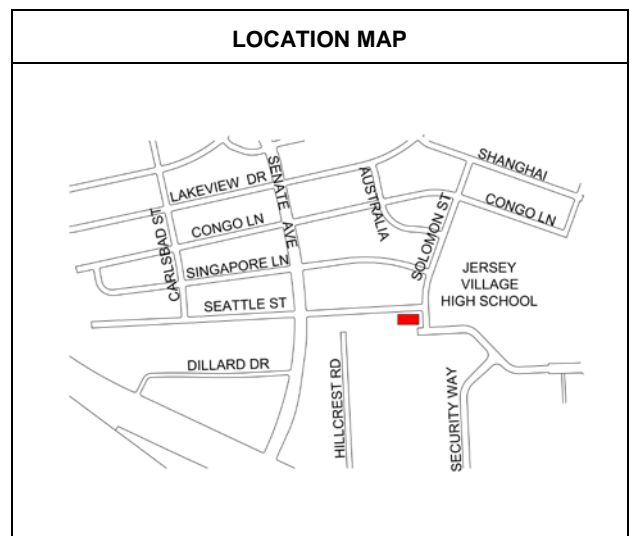 LOCATION MAP
SHANGHAI
SENATE AVE
LAKEVIEW DR
AUSTRALIA
CONGO LN
CARLSBAD ST
CONGO LN
SOLOMON ST
SINGAPORE LN
JERSEY
VILLAGE
HIGH SCHOOL
SEATTLE ST
DILLARD DR
HILLCREST RD
SECURITY WAY